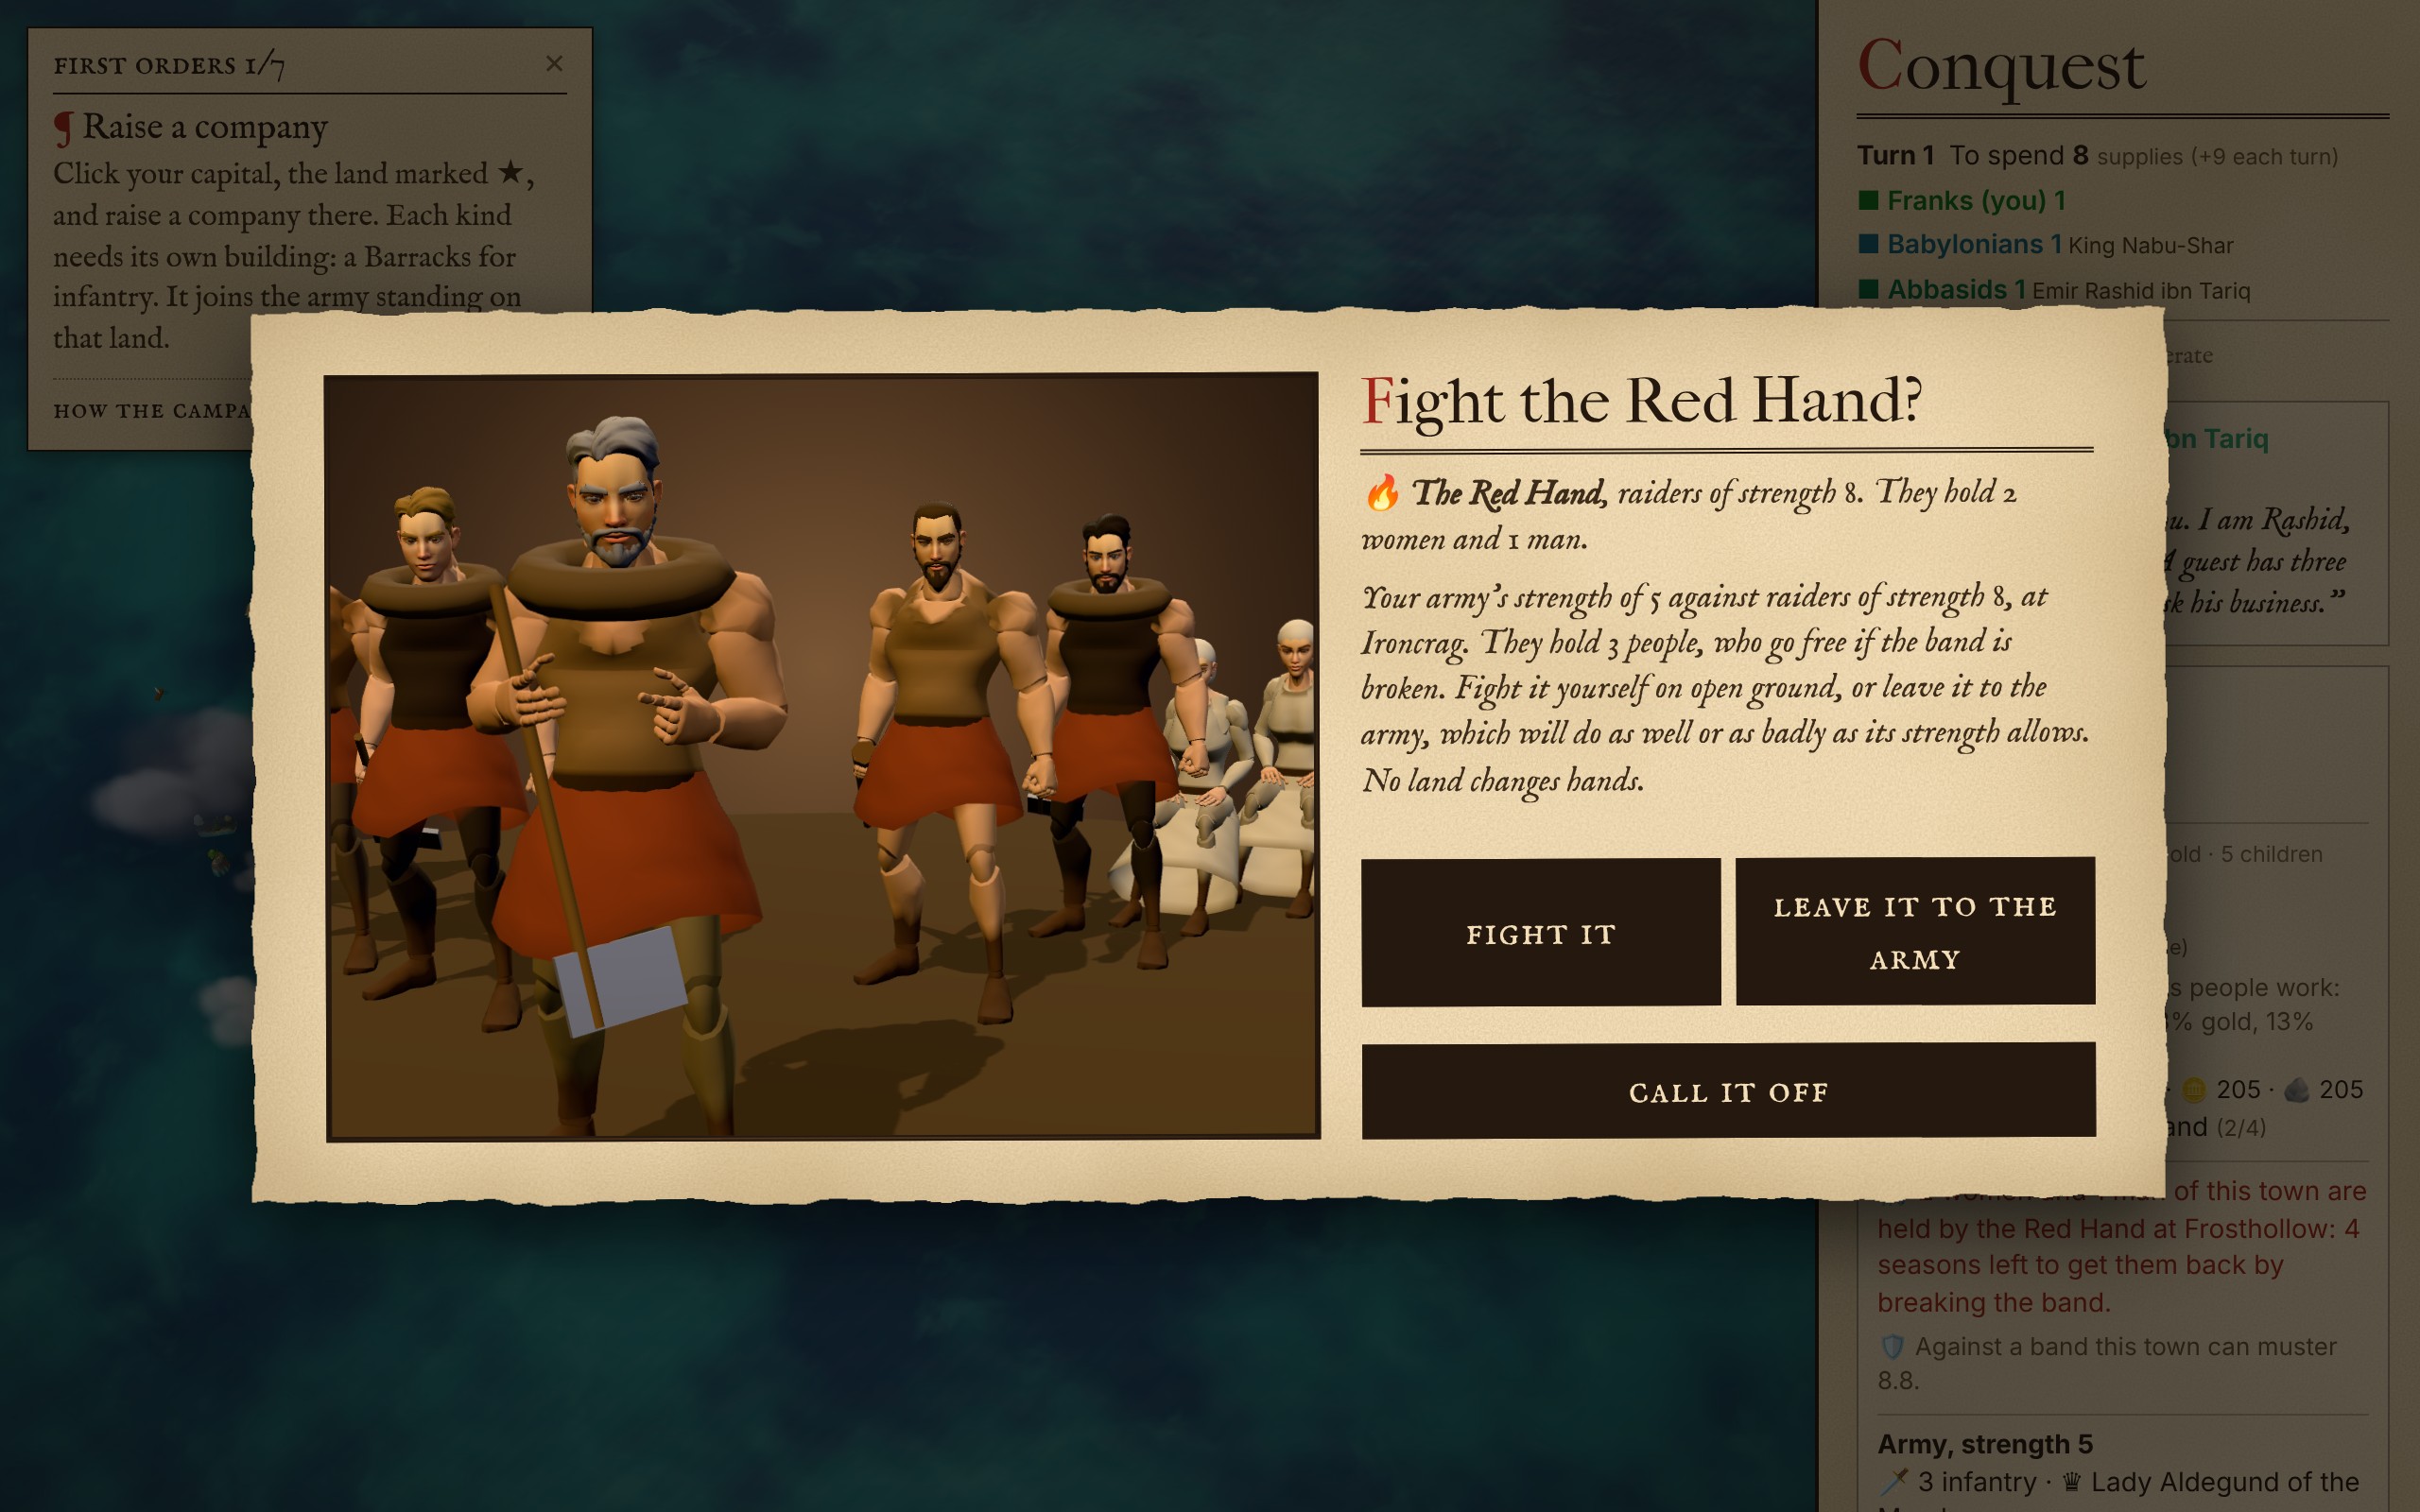 FIRST ORDERS 1/7
¶ Raise a company
Click your capital, the land marked ★,
and raise a company there. Each kind
needs its own building: a Barracks for
infantry. It joins the army standing on
that land.
HOW THE
Conquest
Turn 1 To spend 8 supplies (+9 each turn)
Franks (you) 1
Babylonians 1 King Nabu-Shar
Abbasids 1 Emir Rashid ibn Tariq
Fight the Red Hand?
🔥 The Red Hand, raiders of strength 8. They hold 2
women and 1 man.
Your army's strength of 5 against raiders of strength 8, at
Ironcrag. They hold 3 people, who go free if the band is
broken. Fight it yourself on open ground, or leave it to the
army, which will do as well or as badly as its strength allows.
No land changes hands.
FIGHT IT
LEAVE IT TO THE
ARMY
CALL IT OFF
Tariq
I am Rashid,
guest has three
his business.”
· 5 children
people work:
gold, 13%
205 · 205
(2/4)
of this town are
held by the Red Hand at Frosthollow: 4
seasons left to get them back by
breaking the band.
🛡️ Against a band this town can muster
8.8.
Army, strength 5
🗡️ 3 infantry · ♛ Lady Aldegund of the